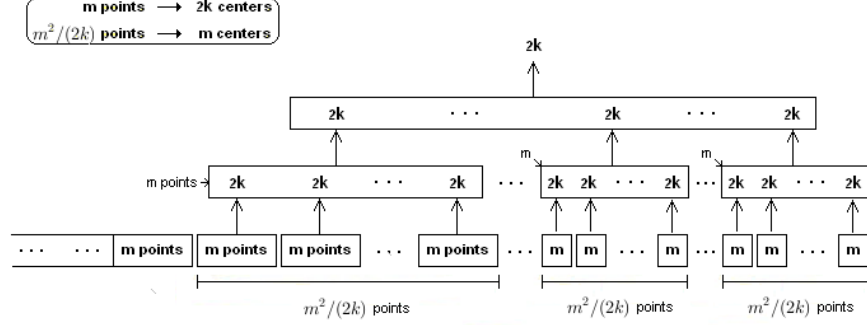 m points → 2k centers
m²/(2k) points → m centers
2k
2k · · · 2k · · · 2k
m m
m points → 2k 2k · · · 2k · · · 2k 2k · · · 2k · · · 2k 2k · · · 2k
· · · · · · m points m points m points · · · m points · · · m m · · · m · · · m m · · · m
m²/(2k) points m²/(2k) points m²/(2k) points